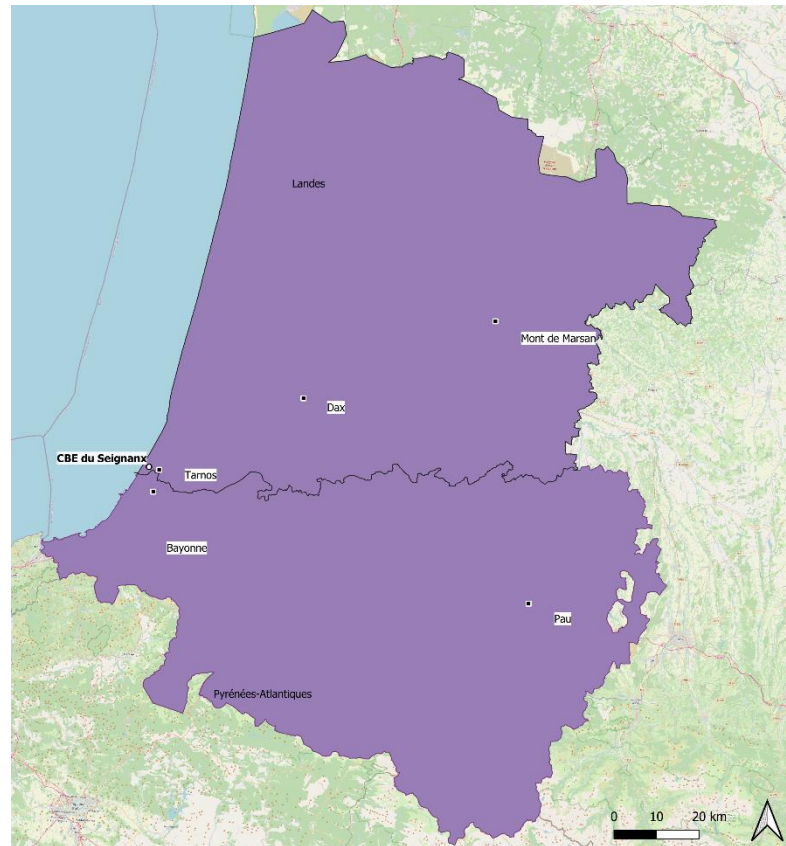 Landes
Mont de Marsan
Dax
CBE du Seignanx
Tarnos
Bayonne
Pau
Pyrénées-Atlantiques
0 10 20 km